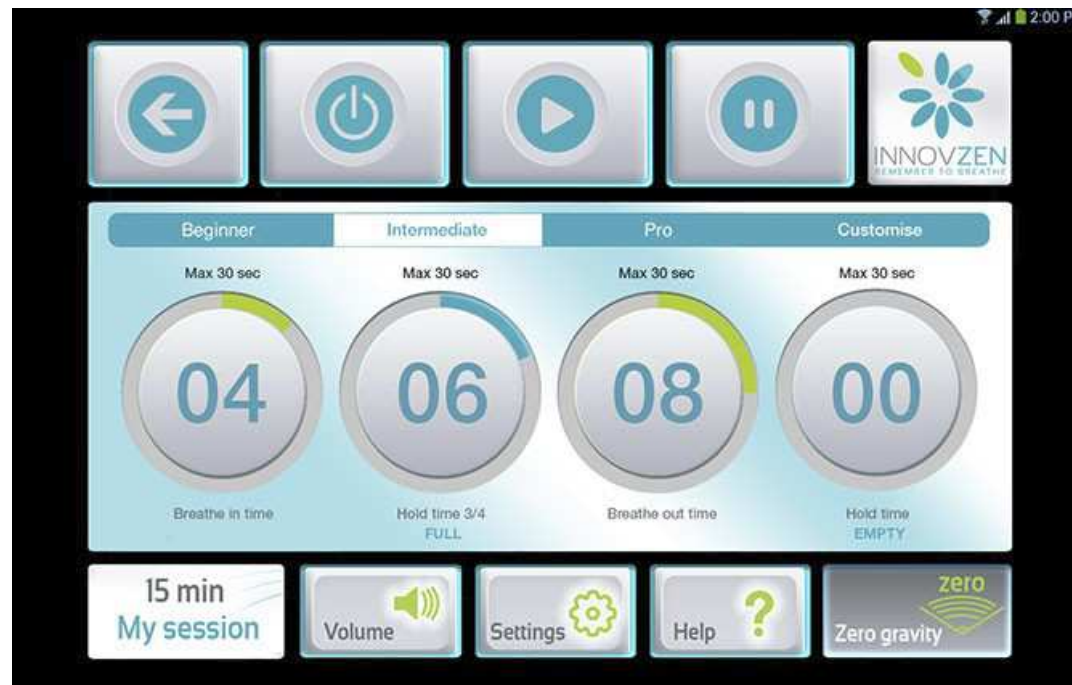 2:00 P
INNOVZEN
REMEMBER TO BREATHE
Beginner
Intermediate
Pro
Customise
Max 30 sec
Max 30 sec
Max 30 sec
Max 30 sec
04
06
08
00
Breathe in time
Hold time 3/4
FULL
Breathe out time
Hold time
EMPTY
15 min
My session
Volume
Settings
Help
?
zero
Zero gravity